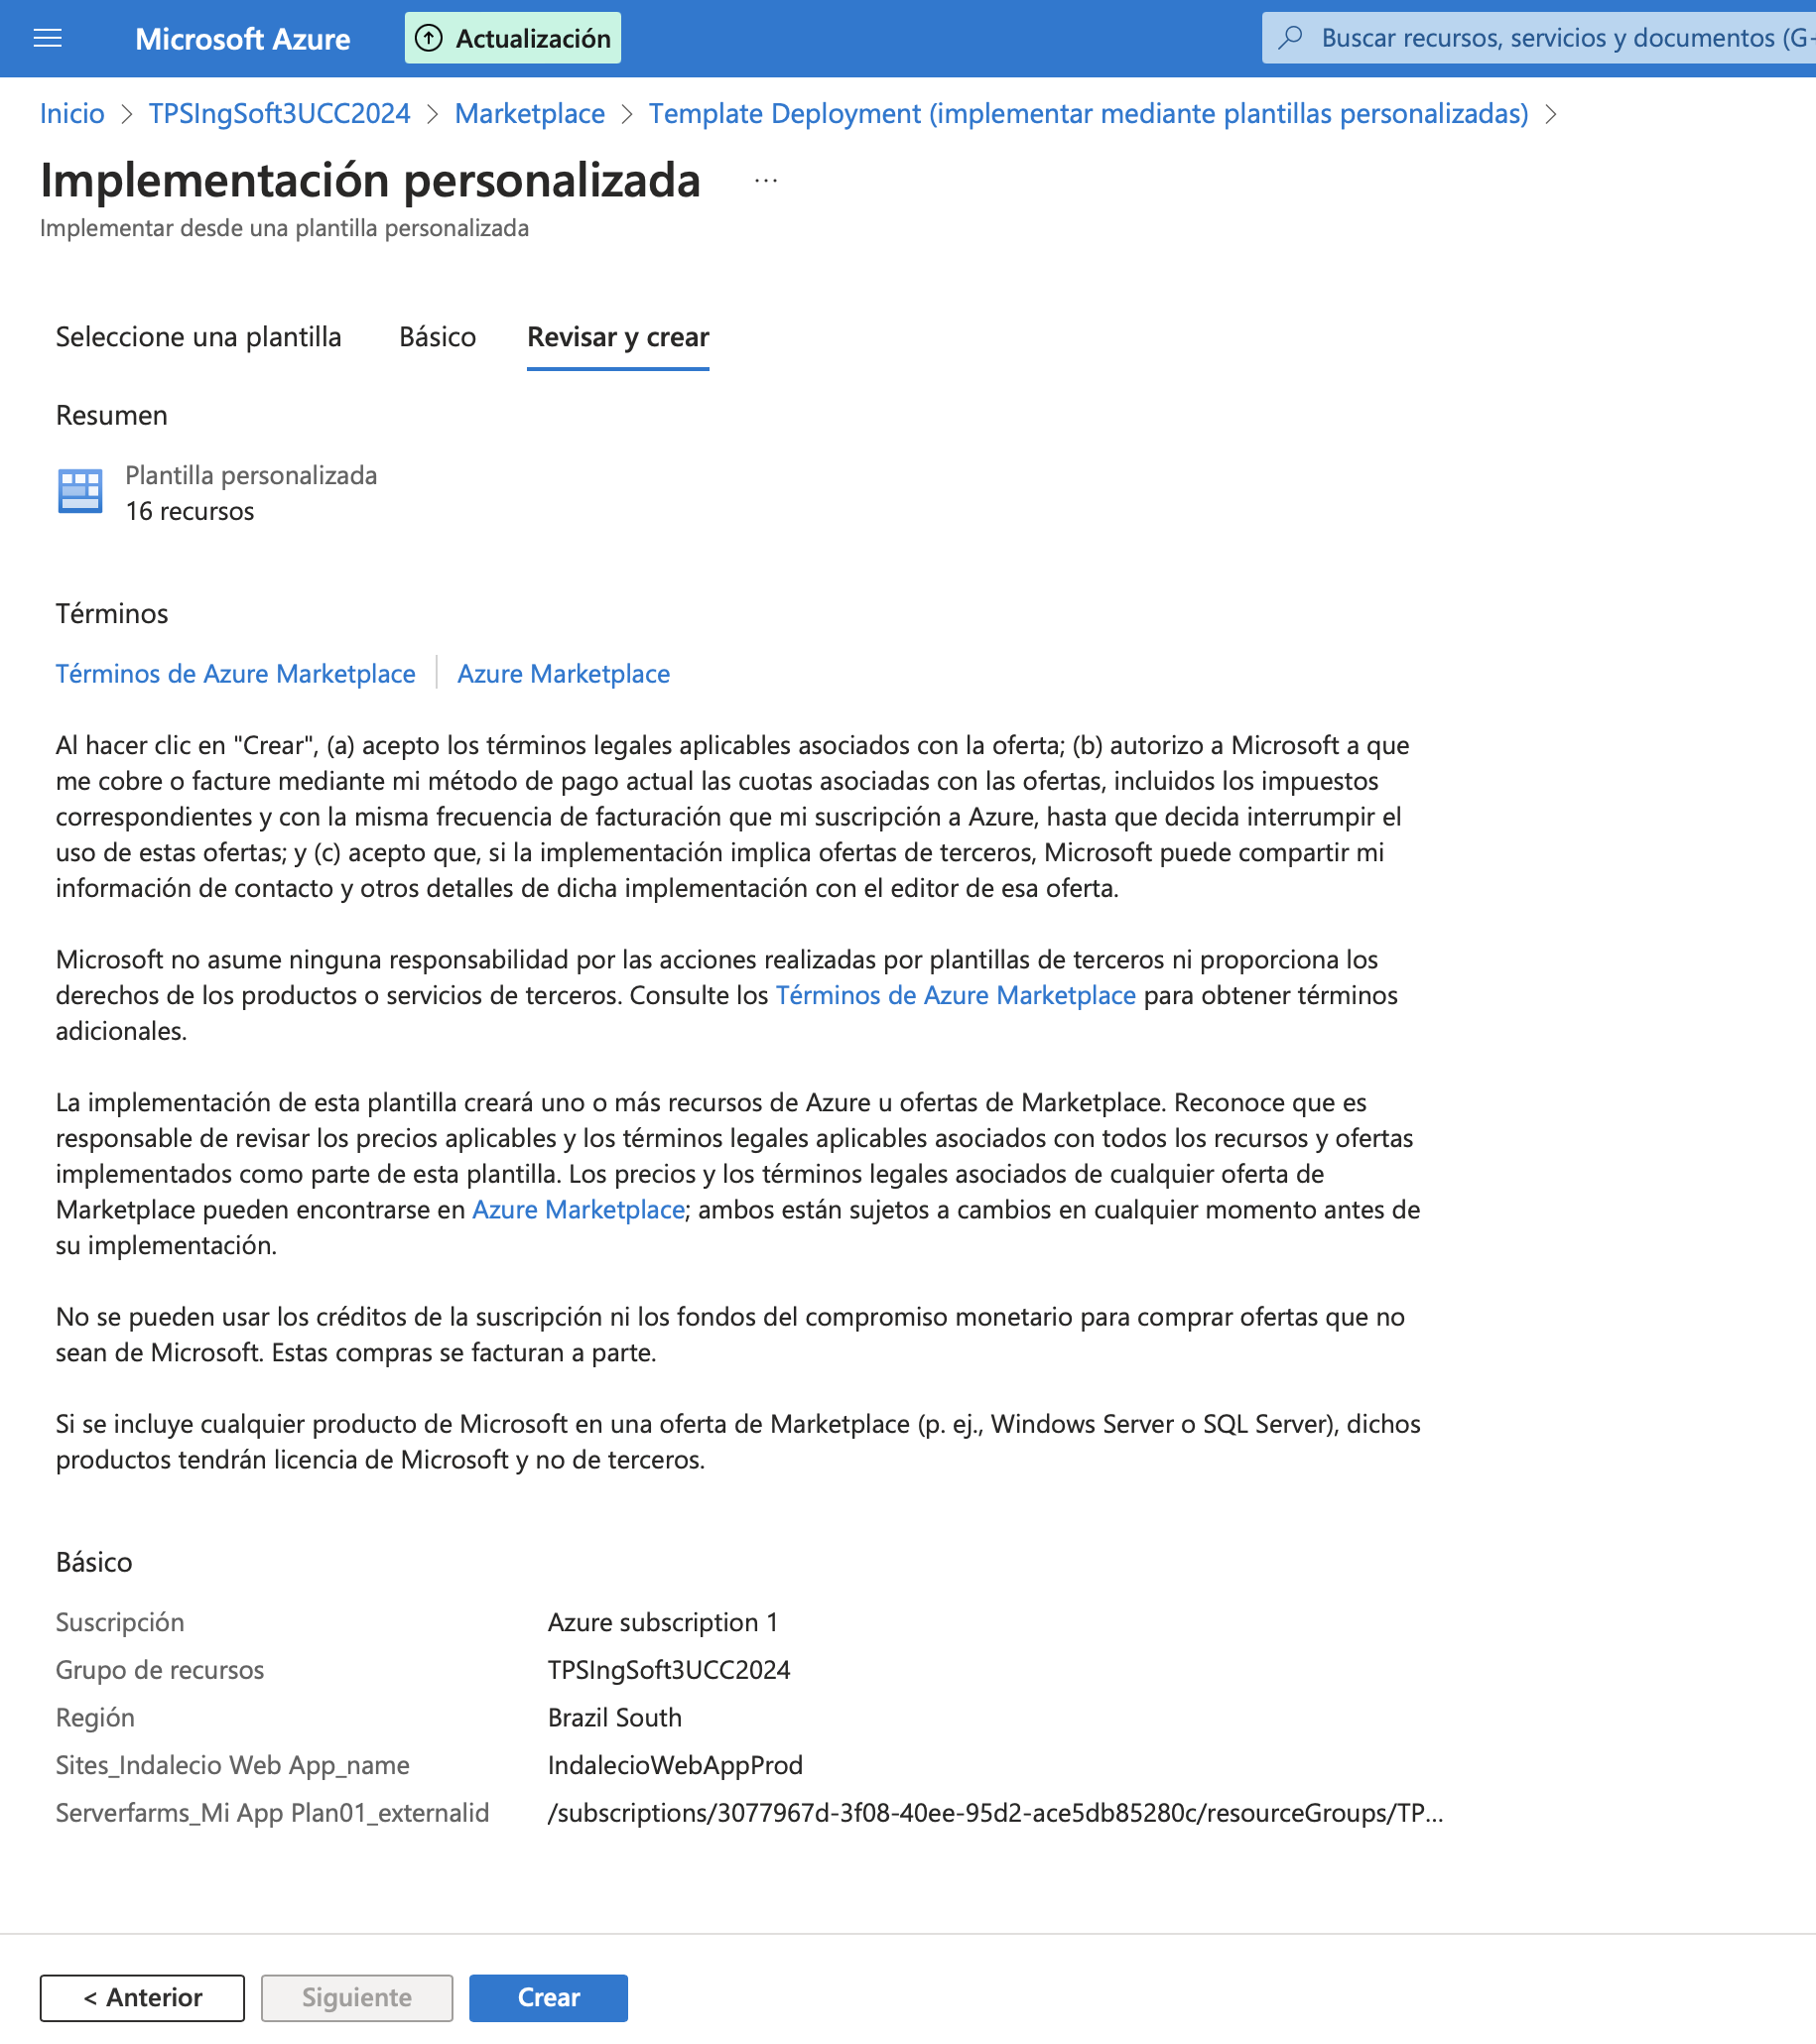 Microsoft Azure
Actualización
Buscar recursos, servicios y documentos (G-
Inicio > TPSIngSoft3UCC2024 > Marketplace > Template Deployment (implementar mediante plantillas personalizadas) >
Implementación personalizada ...
Implementar desde una plantilla personalizada
Seleccione una plantilla Básico Revisar y crear
Resumen
Plantilla personalizada
16 recursos
Términos
Términos de Azure Marketplace | Azure Marketplace
Al hacer clic en "Crear", (a) acepto los términos legales aplicables asociados con la oferta; (b) autorizo a Microsoft a que
me cobre o facture mediante mi método de pago actual las cuotas asociadas con las ofertas, incluidos los impuestos
correspondientes y con la misma frecuencia de facturación que mi suscripción a Azure, hasta que decida interrumpir el
uso de estas ofertas; y (c) acepto que, si la implementación implica ofertas de terceros, Microsoft puede compartir mi
información de contacto y otros detalles de dicha implementación con el editor de esa oferta.
Microsoft no asume ninguna responsabilidad por las acciones realizadas por plantillas de terceros ni proporciona los
derechos de los productos o servicios de terceros. Consulte los Términos de Azure Marketplace para obtener términos
adicionales.
La implementación de esta plantilla creará uno o más recursos de Azure u ofertas de Marketplace. Reconoce que es
responsable de revisar los precios aplicables y los términos legales aplicables asociados con todos los recursos y ofertas
implementados como parte de esta plantilla. Los precios y los términos legales asociados de cualquier oferta de
Marketplace pueden encontrarse en Azure Marketplace; ambos están sujetos a cambios en cualquier momento antes de
su implementación.
No se pueden usar los créditos de la suscripción ni los fondos del compromiso monetario para comprar ofertas que no
sean de Microsoft. Estas compras se facturan a parte.
Si se incluye cualquier producto de Microsoft en una oferta de Marketplace (p. ej., Windows Server o SQL Server), dichos
productos tendrán licencia de Microsoft y no de terceros.
Básico
Suscripción Azure subscription 1
Grupo de recursos TPSIngSoft3UCC2024
Región Brazil South
Sites_Indalecio Web App_name IndalecioWebAppProd
Serverfarms_Mi App Plan01_externalid /subscriptions/3077967d-3f08-40ee-95d2-ace5db85280c/resourceGroups/TP...
< Anterior Siguiente Crear